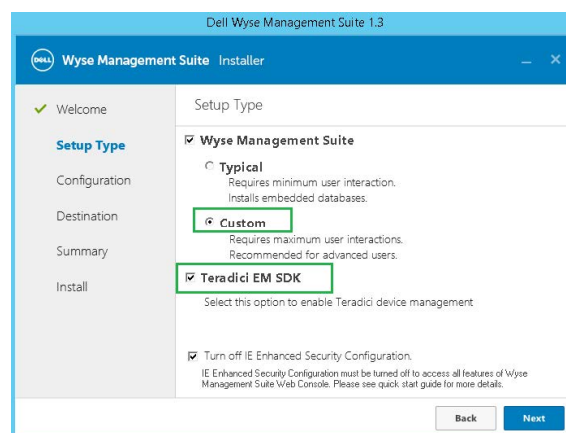 Dell Wyse Management Suite 1.3
DELL Wyse Management Suite Installer
Welcome
Setup Type
Configuration
Destination
Summary
Install
Setup Type
Wyse Management Suite
Typical
Requires minimum user interaction.
Installs embedded databases.
Custom
Requires maximum user interactions.
Recommended for advanced users.
Teradici EM SDK
Select this option to enable Teradici device management
Turn off IE Enhanced Security Configuration.
IE Enhanced Security Configuration must be turned off to access all features of Wyse
Management Suite Web Console. Please see quick start guide for more details.
Back
Next